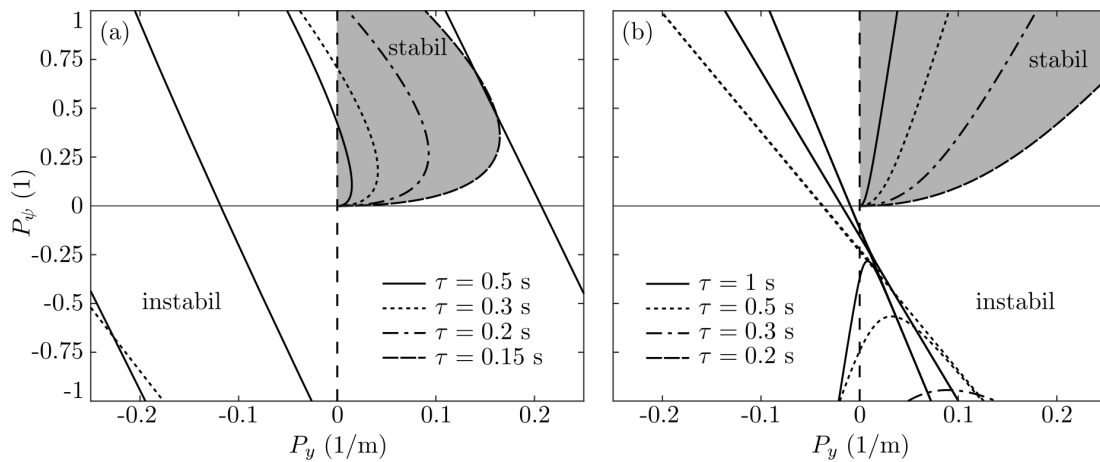 (a)
stabil
instabil
τ = 0.5 s
τ = 0.3 s
τ = 0.2 s
τ = 0.15 s
1
0.75
0.5
0.25
0
-0.25
-0.5
-0.75
-1
P_ψ (1)
-0.2 -0.1 0 0.1 0.2
P_y (1/m)
(b)
stabil
instabil
τ = 1 s
τ = 0.5 s
τ = 0.3 s
τ = 0.2 s
-0.2 -0.1 0 0.1 0.2
P_y (1/m)